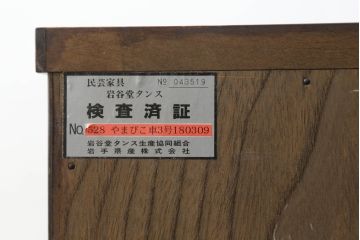 民芸家具 No 043519
岩谷堂タンス
検査済証
No. 528 やまびこ車3号180309
岩谷堂タンス生産協同組合
岩手県産株式会社